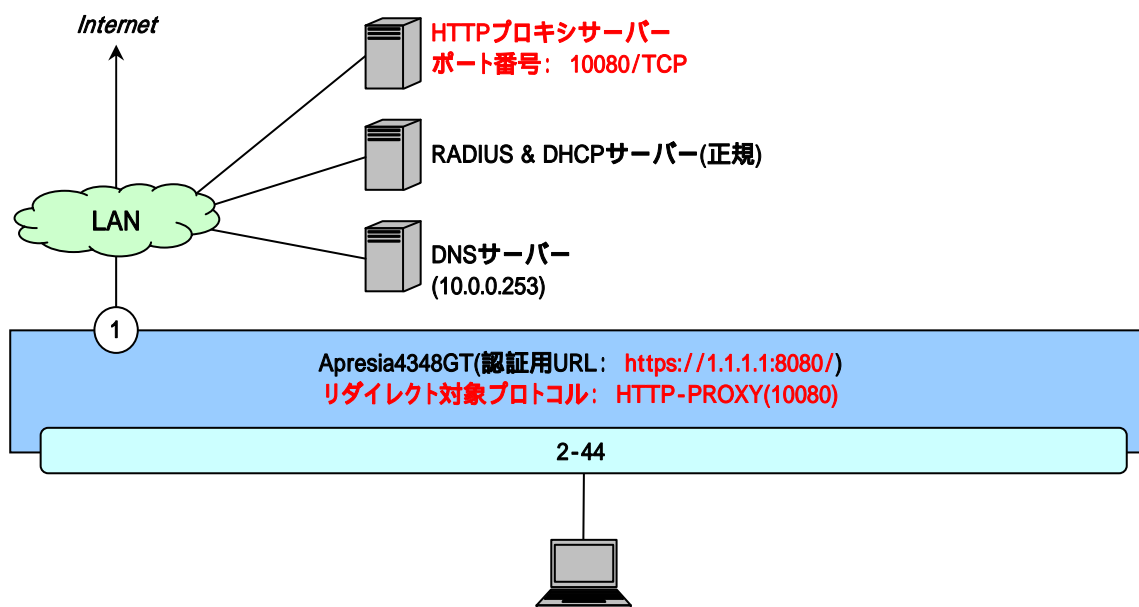 Internet
HTTPプロキシサーバー
ポート番号： 10080/TCP
RADIUS & DHCPサーバー(正規)
LAN
DNSサーバー
(10.0.0.253)
1
Apresia4348GT(認証用URL： https://1.1.1.1:8080/)
リダイレクト対象プロトコル： HTTP-PROXY(10080)
2-44